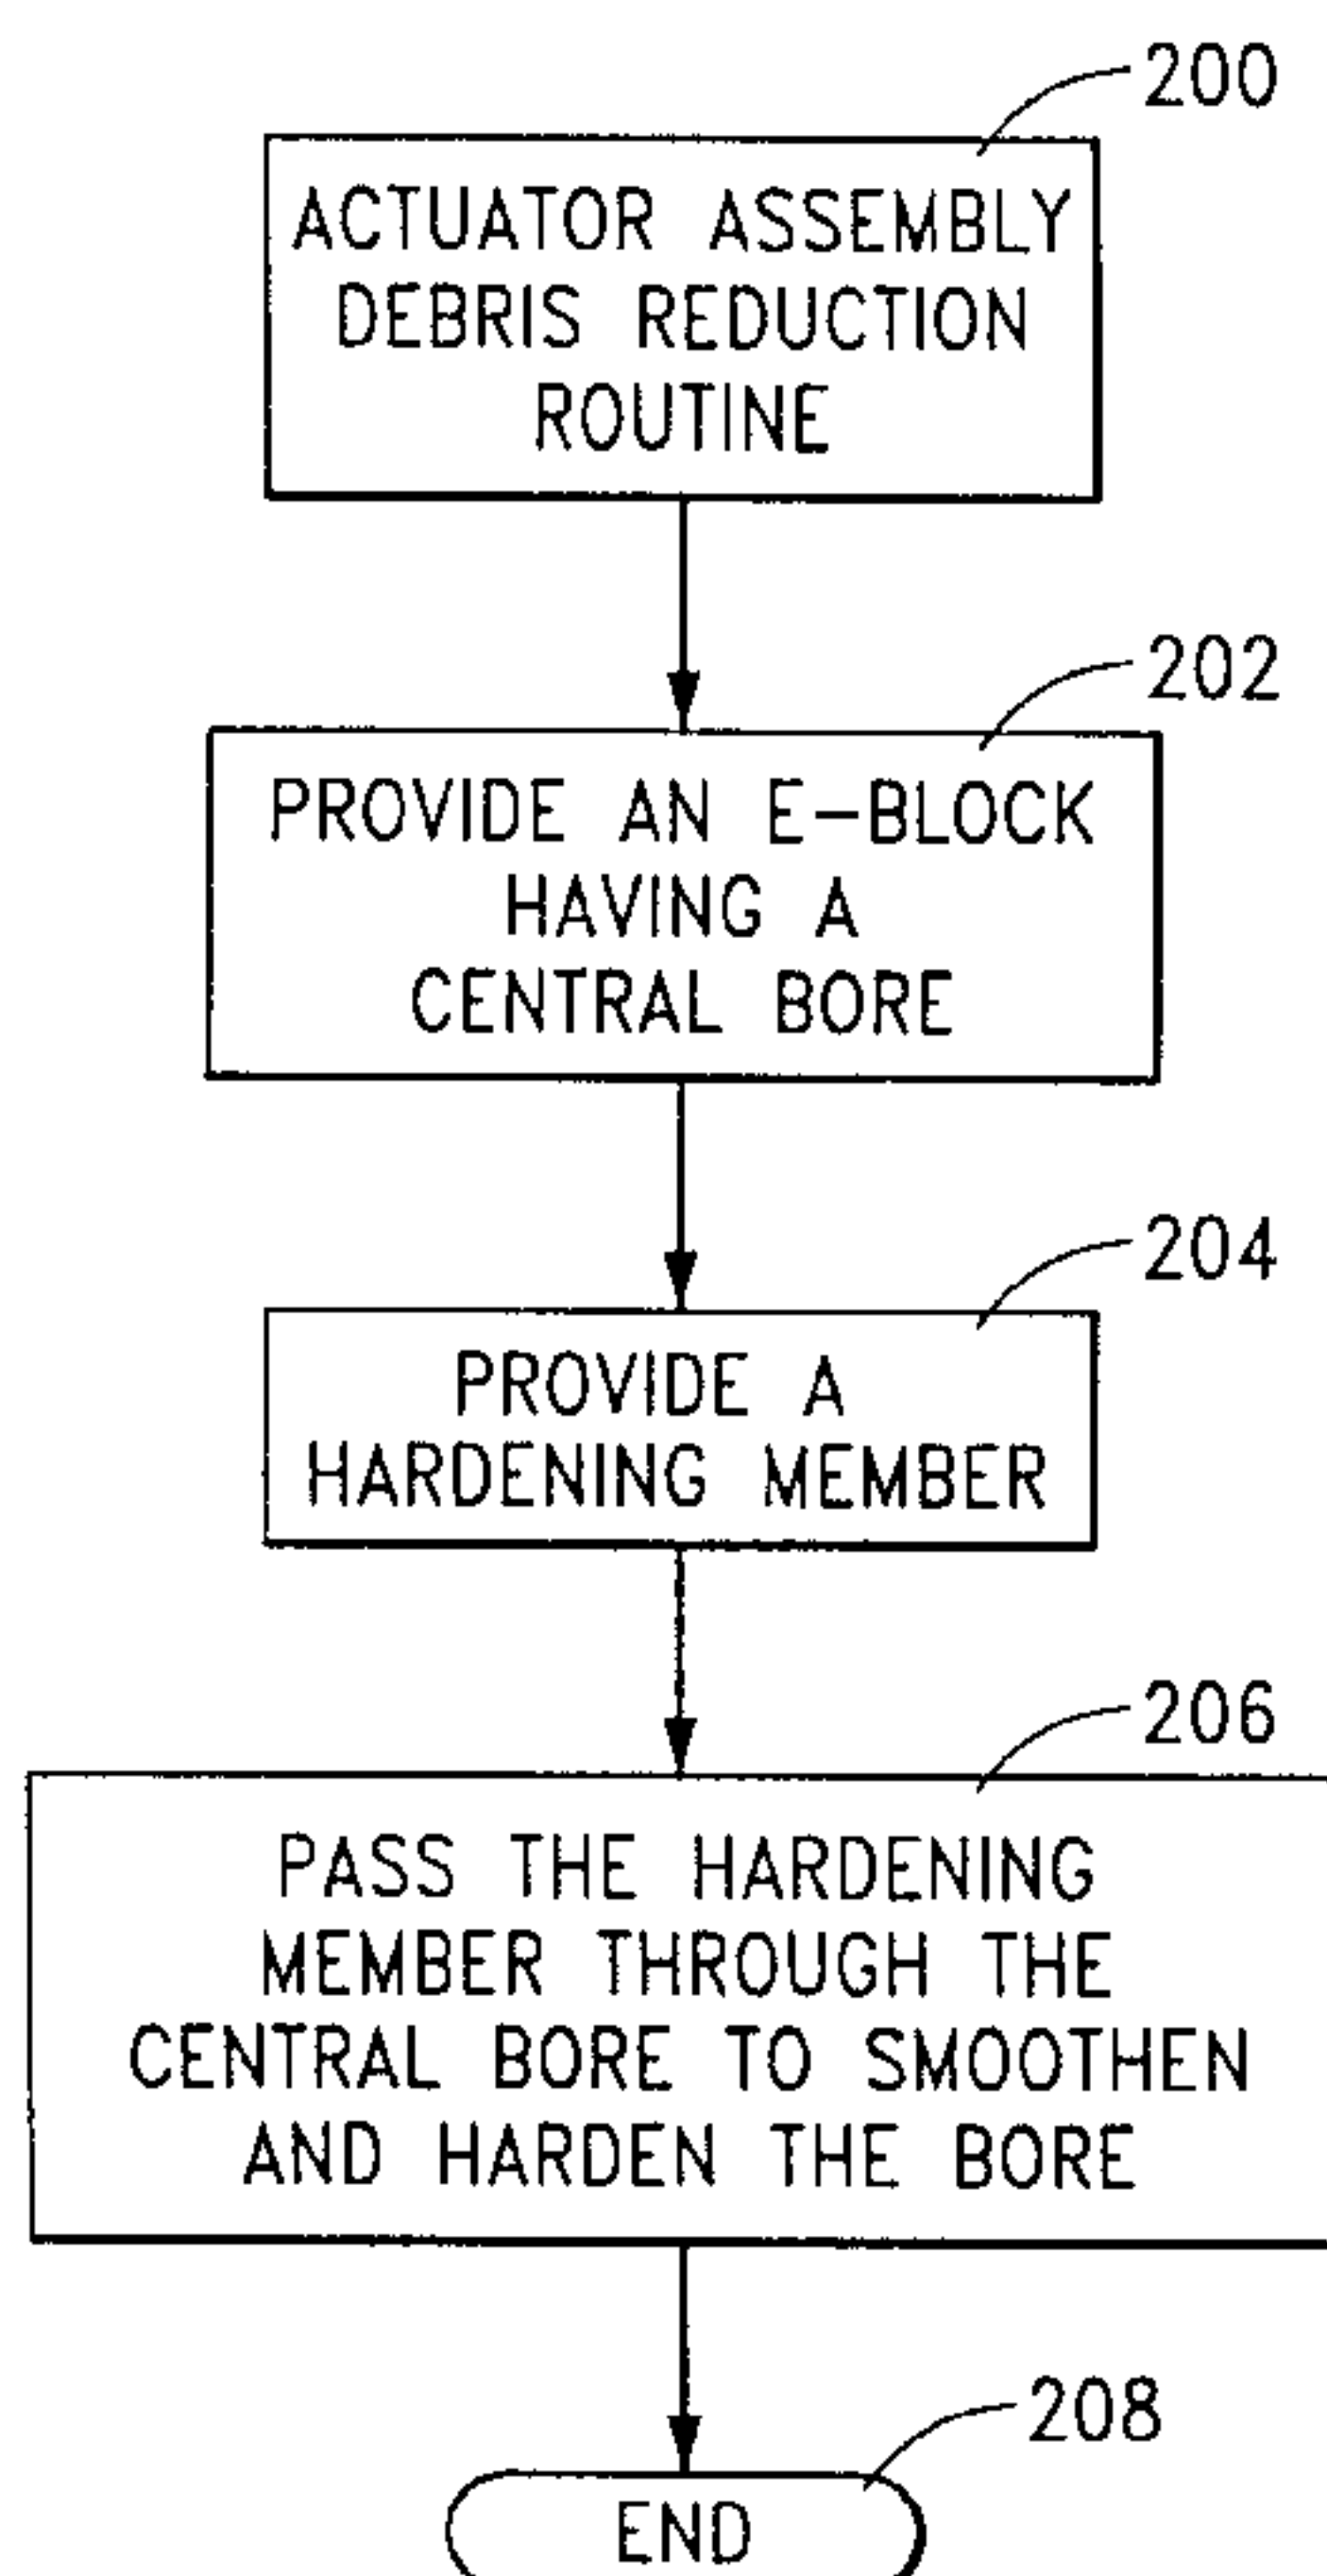 200
ACTUATOR ASSEMBLY
DEBRIS REDUCTION
ROUTINE
202
PROVIDE AN E-BLOCK
HAVING A
CENTRAL BORE
204
PROVIDE A
HARDENING MEMBER
206
PASS THE HARDENING
MEMBER THROUGH THE
CENTRAL BORE TO SMOOTHEN
AND HARDEN THE BORE
208
END